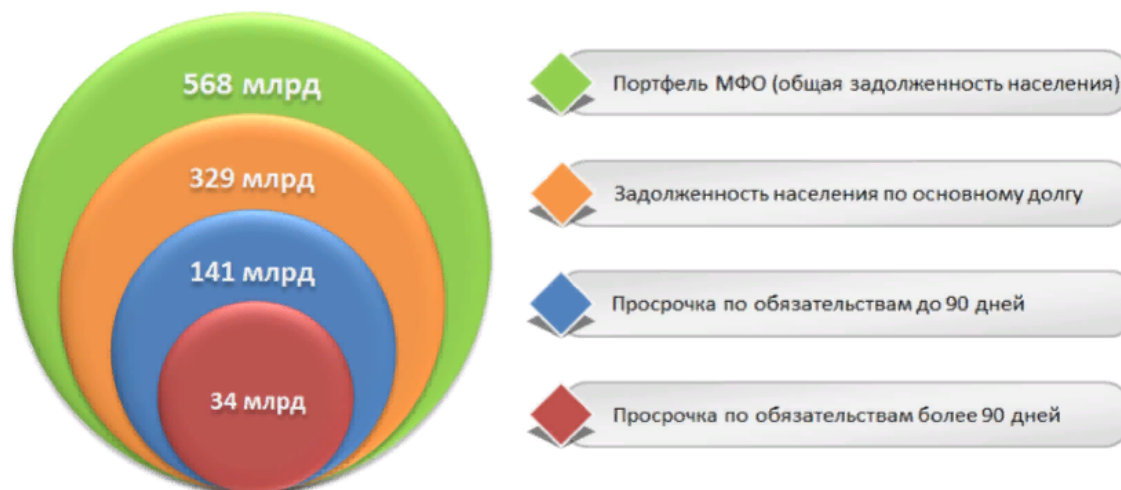 568 млрд
329 млрд
141 млрд
34 млрд
Портфель МФО (общая задолженность населения)
Задолженность населения по основному долгу
Просрочка по обязательствам до 90 дней
Просрочка по обязательствам более 90 дней